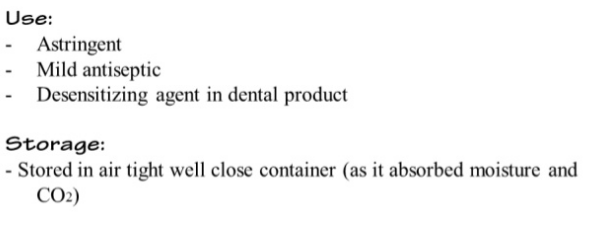 Use:
- Astringent
- Mild antiseptic
- Desensitizing agent in dental product
Storage:
- Stored in air tight well close container (as it absorbed moisture and
CO2)